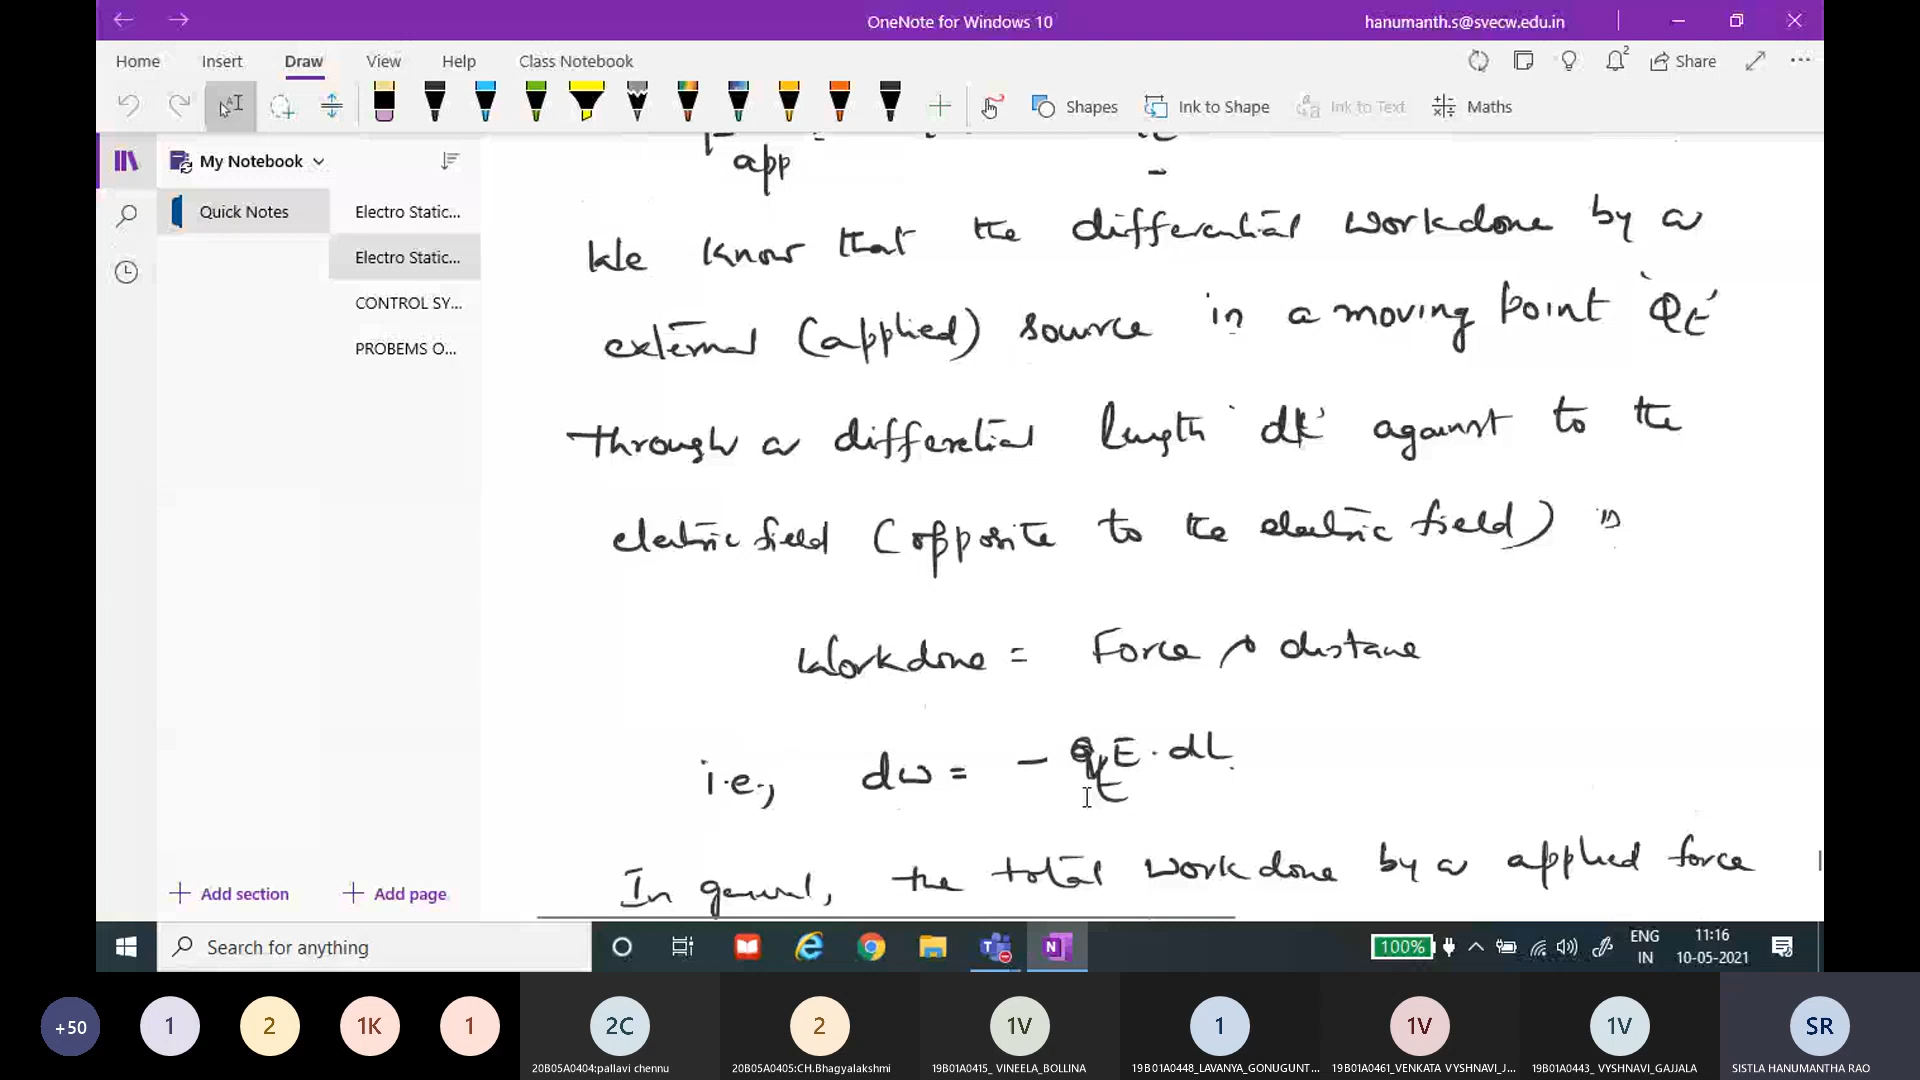 OneNote for Windows 10
hanumanth.s@svecw.edu.in
Home Insert Draw View Help Class Notebook
2
Share
Shapes Ink to Shape Ink to Text Maths
My Notebook
Quick Notes
Electro Static...
Electro Static...
CONTROL SY...
PROBEMS O...
Add section
Add page
app
We know that the differential workdone by a
external (applied) source in a moving point 'Qt'
through a differetial length 'dL' against to the
electric field (opposite to the electric field) is
Workdone = Force × distane
i.e., dw = - QtE · dL
In general, the total workdone by a applied force
Search for anything
100%
ENG
IN
11:16
10-05-2021
+50
1
2
1K
1
2C
2
1V
1
1V
1V
SR
20B05A0404:pallavi chennu
20B05A0405:CH.Bhagyalakshmi
19B01A0415_ VINEELA_BOLLINA
19B01A0448_LAVANYA_GONUGUNT...
19B01A0461_VENKATA VYSHNAVI_J...
19B01A0443_ VYSHNAVI_GAJJALA
SISTLA HANUMANTHA RAO